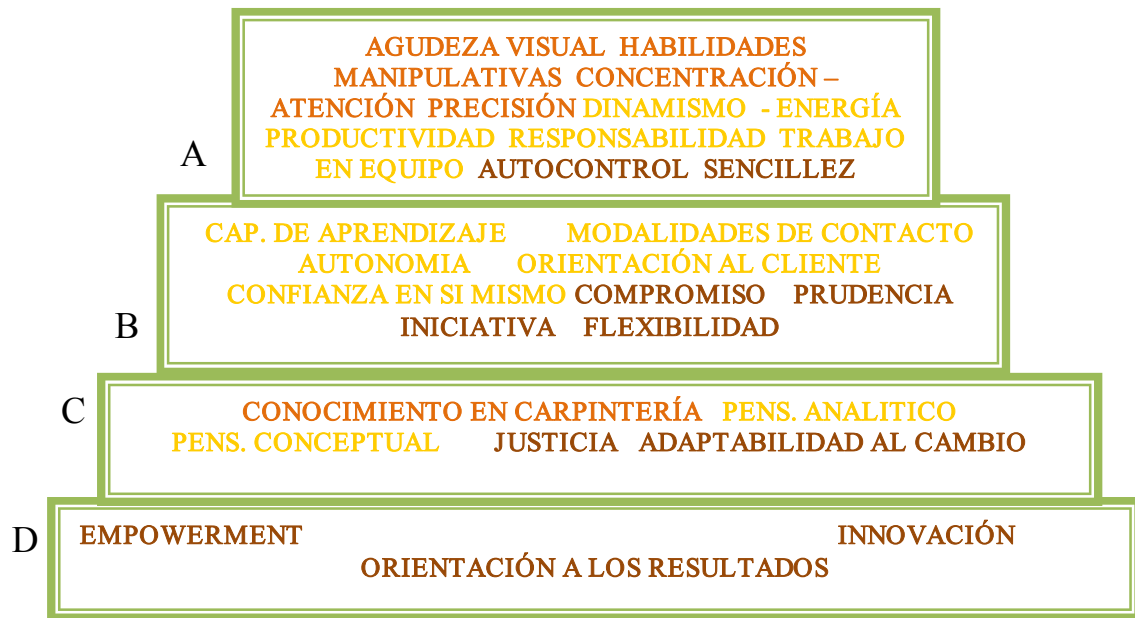 AGUDEZA VISUAL HABILIDADES
MANIPULATIVAS CONCENTRACIÓN –
ATENCIÓN PRECISIÓN DINAMISMO - ENERGÍA
PRODUCTIVIDAD RESPONSABILIDAD TRABAJO
EN EQUIPO AUTOCONTROL SENCILLEZ
A
CAP. DE APRENDIZAJE MODALIDADES DE CONTACTO
AUTONOMIA ORIENTACIÓN AL CLIENTE
CONFIANZA EN SI MISMO COMPROMISO PRUDENCIA
INICIATIVA FLEXIBILIDAD
B
C
CONOCIMIENTO EN CARPINTERÍA PENS. ANALITICO
PENS. CONCEPTUAL JUSTICIA ADAPTABILIDAD AL CAMBIO
D
EMPOWERMENT INNOVACIÓN
ORIENTACIÓN A LOS RESULTADOS